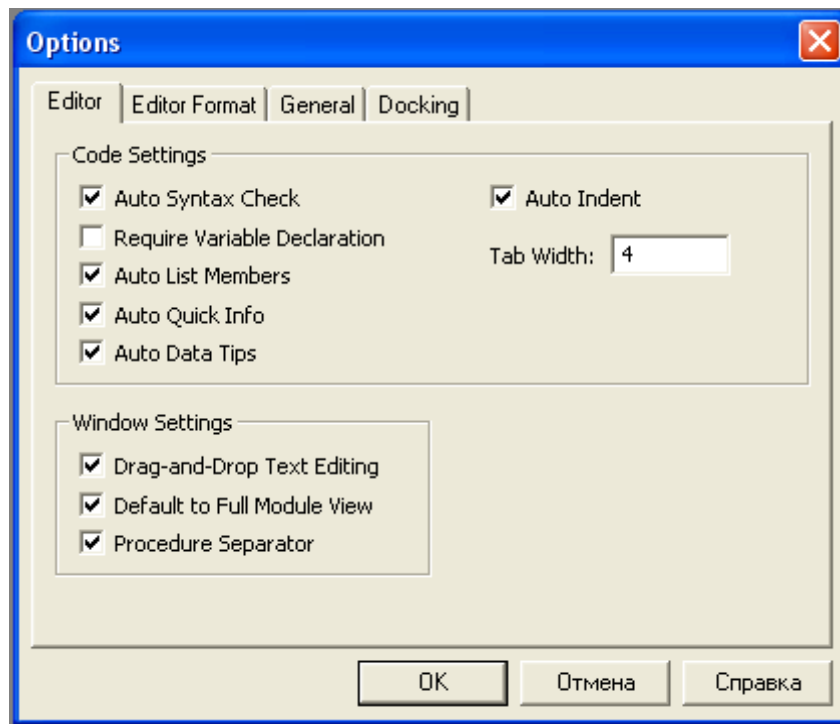 Options
Editor Editor Format General Docking
Code Settings
Auto Syntax Check
Require Variable Declaration
Auto List Members
Auto Quick Info
Auto Data Tips
Auto Indent
Tab Width: 4
Window Settings
Drag-and-Drop Text Editing
Default to Full Module View
Procedure Separator
OK Отмена Справка